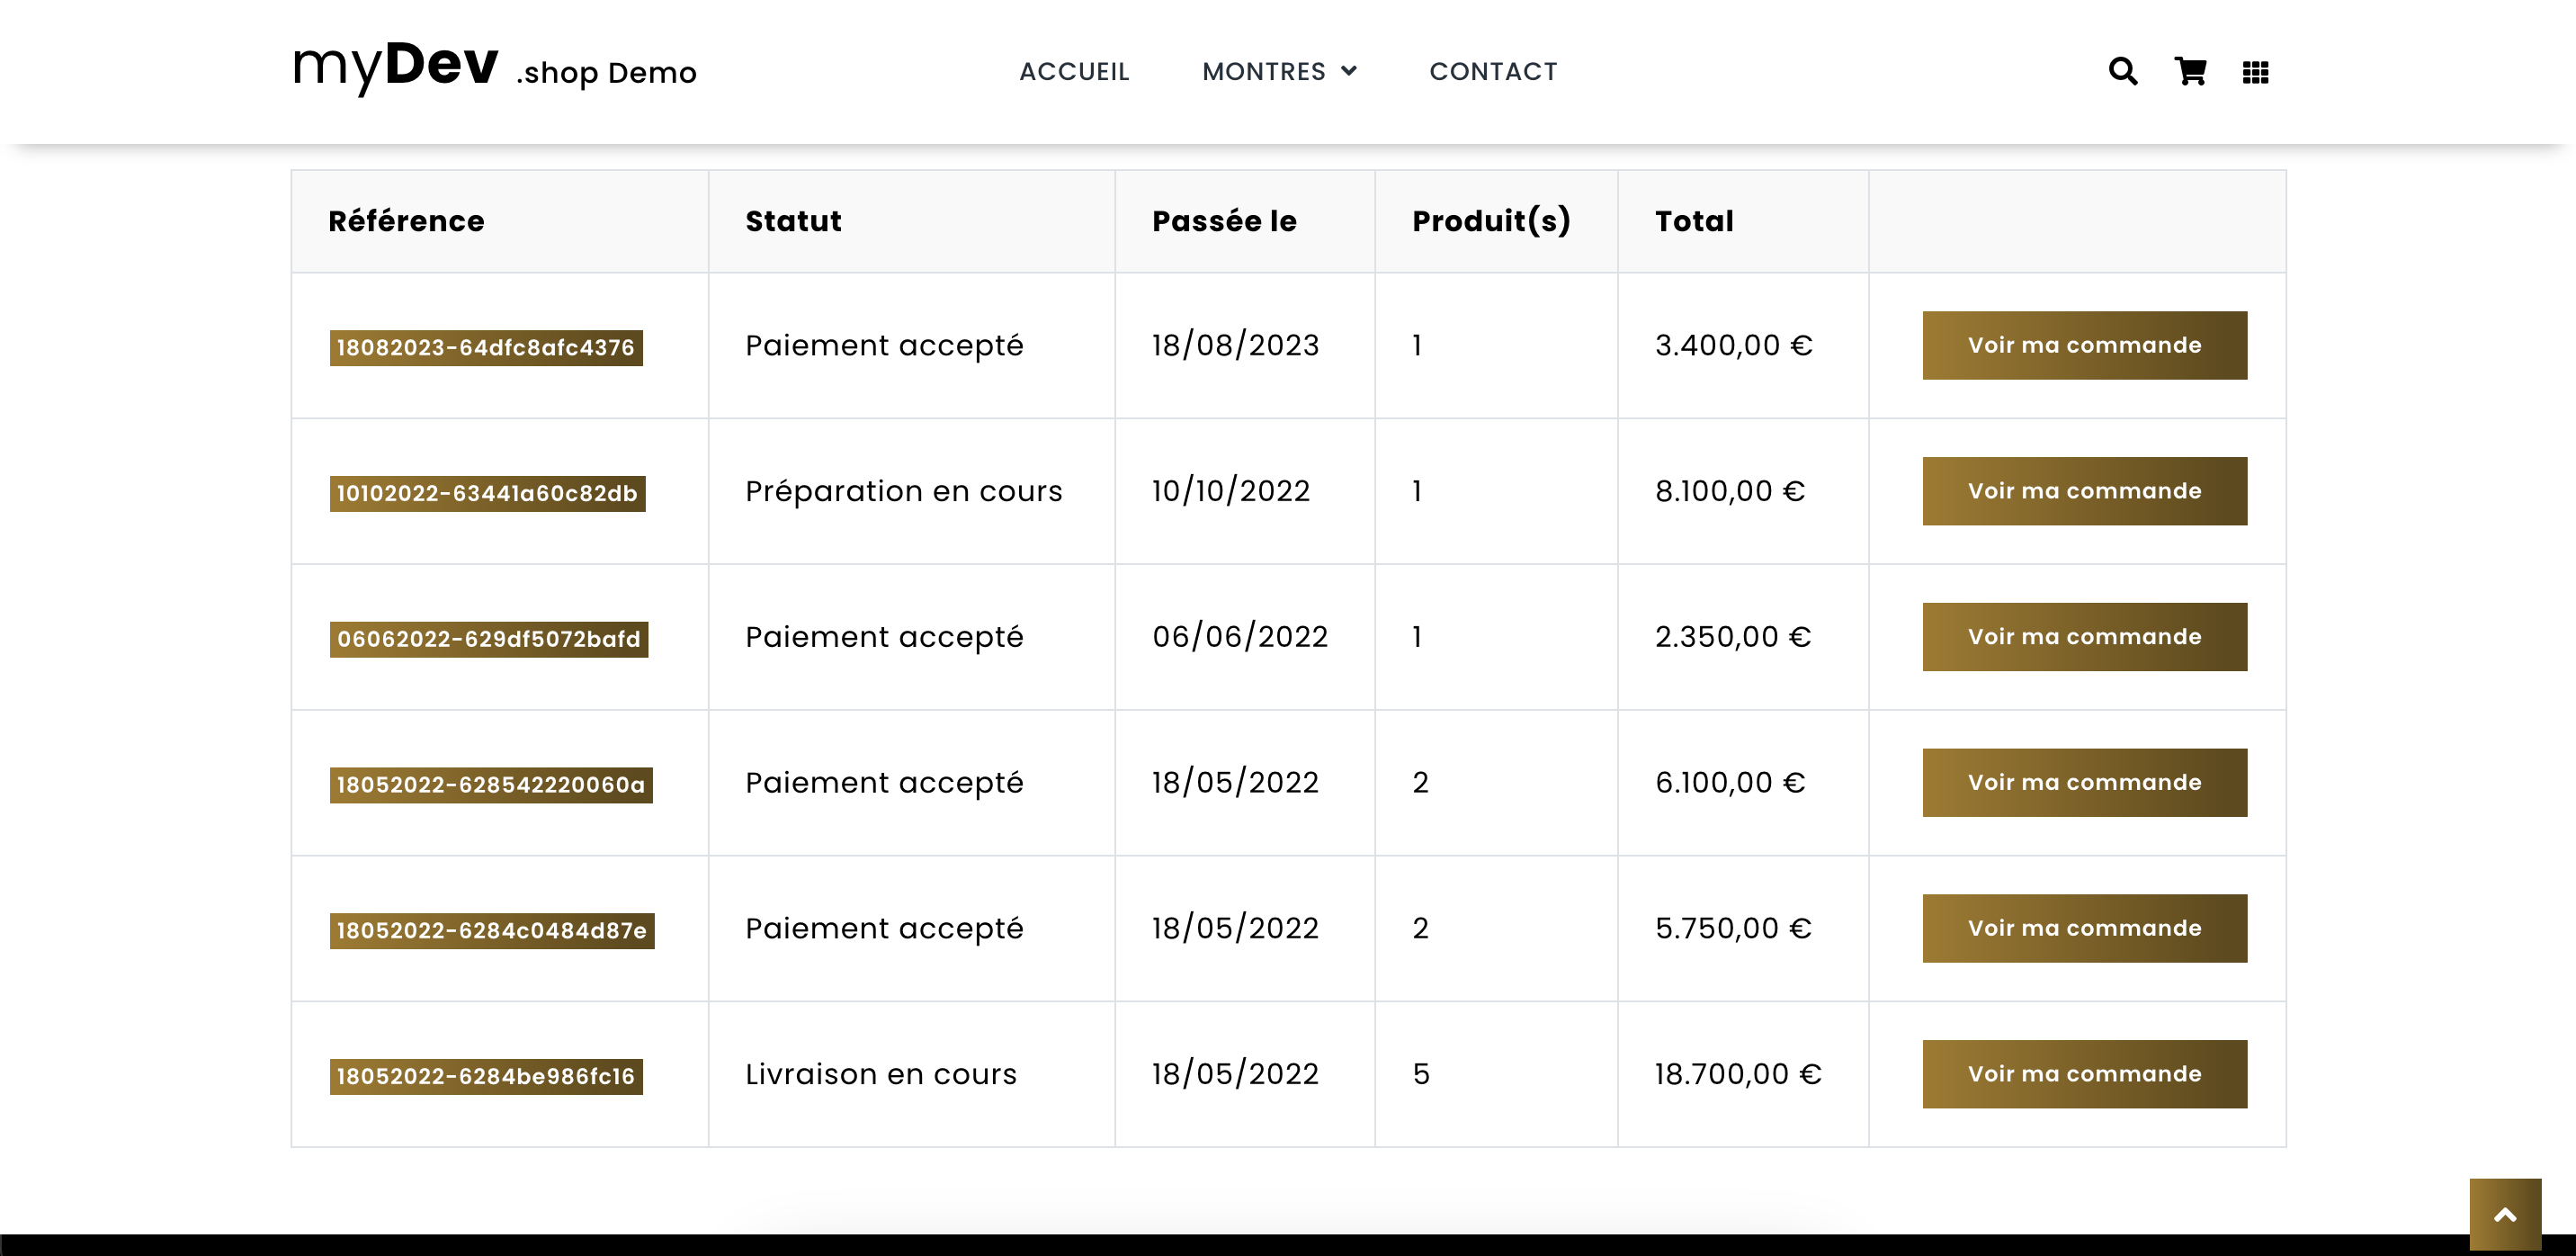 myDev .shop Demo ACCUEIL MONTRES CONTACT
Référence Statut Passée le Produit(s) Total
18082023-64dfc8afc4376 Paiement accepté 18/08/2023 1 3.400,00 € Voir ma commande
10102022-63441a60c82db Préparation en cours 10/10/2022 1 8.100,00 € Voir ma commande
06062022-629df5072bafd Paiement accepté 06/06/2022 1 2.350,00 € Voir ma commande
18052022-628542220060a Paiement accepté 18/05/2022 2 6.100,00 € Voir ma commande
18052022-6284c0484d87e Paiement accepté 18/05/2022 2 5.750,00 € Voir ma commande
18052022-6284be986fc16 Livraison en cours 18/05/2022 5 18.700,00 € Voir ma commande